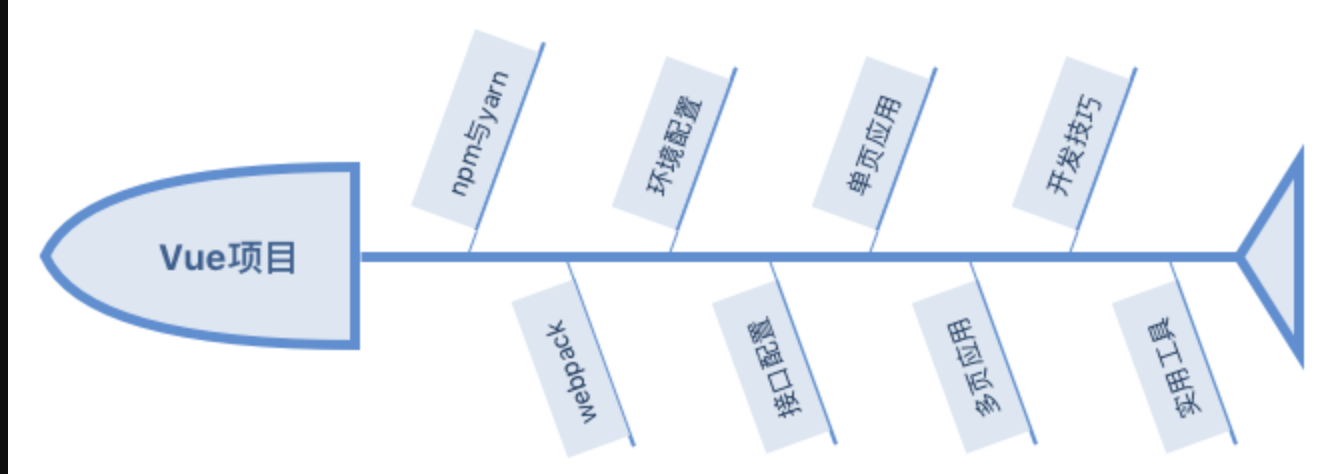 Vue项目
npm与yarn
环境配置
单页应用
开发技巧
webpack
接口配置
多页应用
实用工具